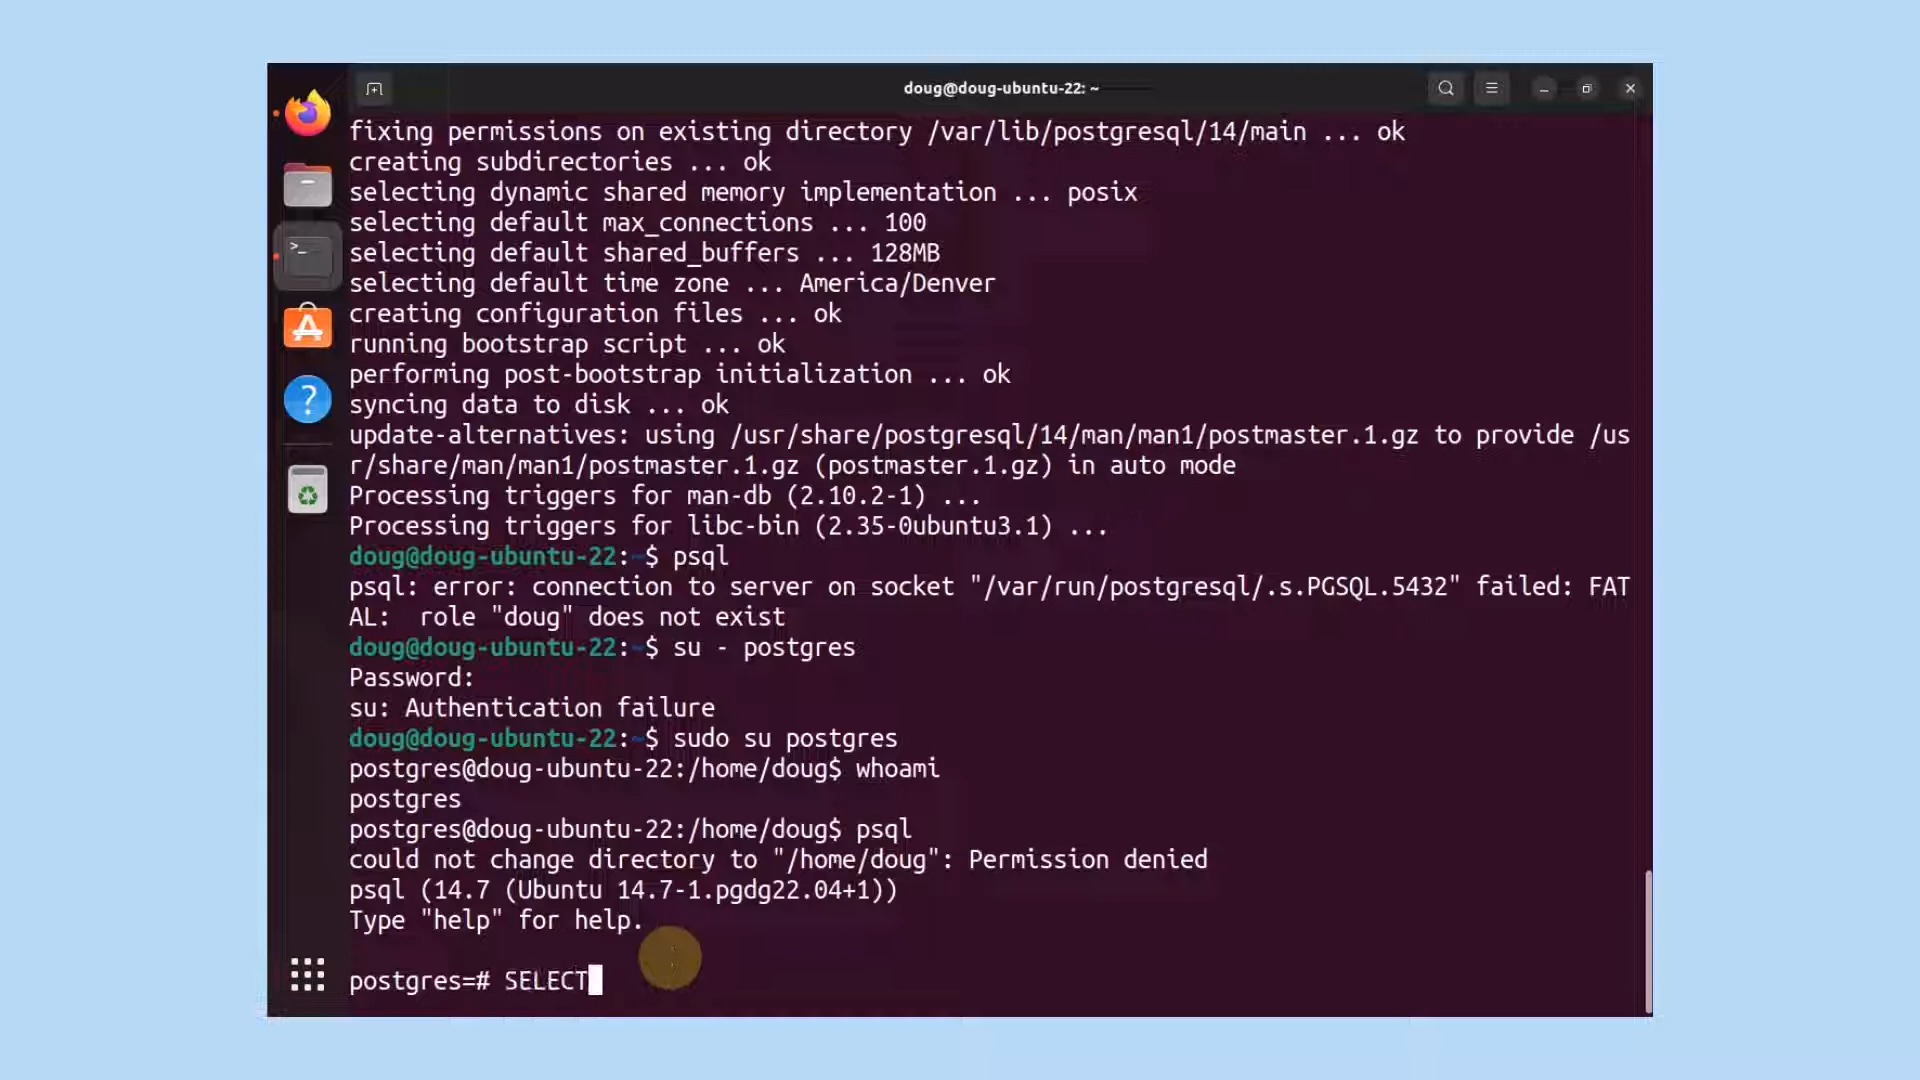 doug@doug-ubuntu-22: ~
fixing permissions on existing directory /var/lib/postgresql/14/main ... ok
creating subdirectories ... ok
selecting dynamic shared memory implementation ... posix
selecting default max_connections ... 100
selecting default shared_buffers ... 128MB
selecting default time zone ... America/Denver
creating configuration files ... ok
running bootstrap script ... ok
performing post-bootstrap initialization ... ok
syncing data to disk ... ok
update-alternatives: using /usr/share/postgresql/14/man/man1/postmaster.1.gz to provide /us
r/share/man/man1/postmaster.1.gz (postmaster.1.gz) in auto mode
Processing triggers for man-db (2.10.2-1) ...
Processing triggers for libc-bin (2.35-0ubuntu3.1) ...
doug@doug-ubuntu-22:~$ psql
psql: error: connection to server on socket "/var/run/postgresql/.s.PGSQL.5432" failed: FAT
AL:  role "doug" does not exist
doug@doug-ubuntu-22:~$ su - postgres
Password:
su: Authentication failure
doug@doug-ubuntu-22:~$ sudo su postgres
postgres@doug-ubuntu-22:/home/doug$ whoami
postgres
postgres@doug-ubuntu-22:/home/doug$ psql
could not change directory to "/home/doug": Permission denied
psql (14.7 (Ubuntu 14.7-1.pgdg22.04+1))
Type "help" for help.
postgres=# SELECT